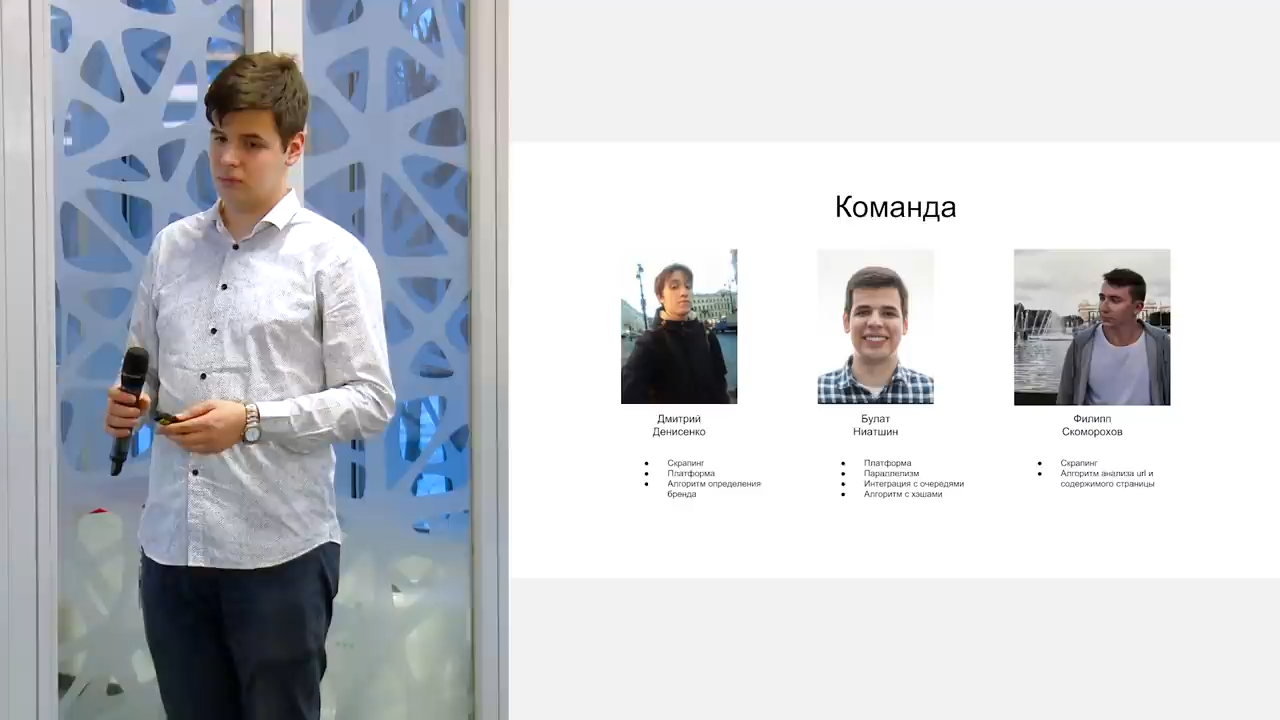 Команда
Дмитрий
Денисенко
Скрапинг
Платформа
Алгоритм определения
бренда
Булат
Ниатшин
Платформа
Параллелизм
Интеграция с очередями
Алгоритм с хэшами
Филипп
Скоморохов
Скрапинг
Алгоритм анализа url и
содержимого страницы